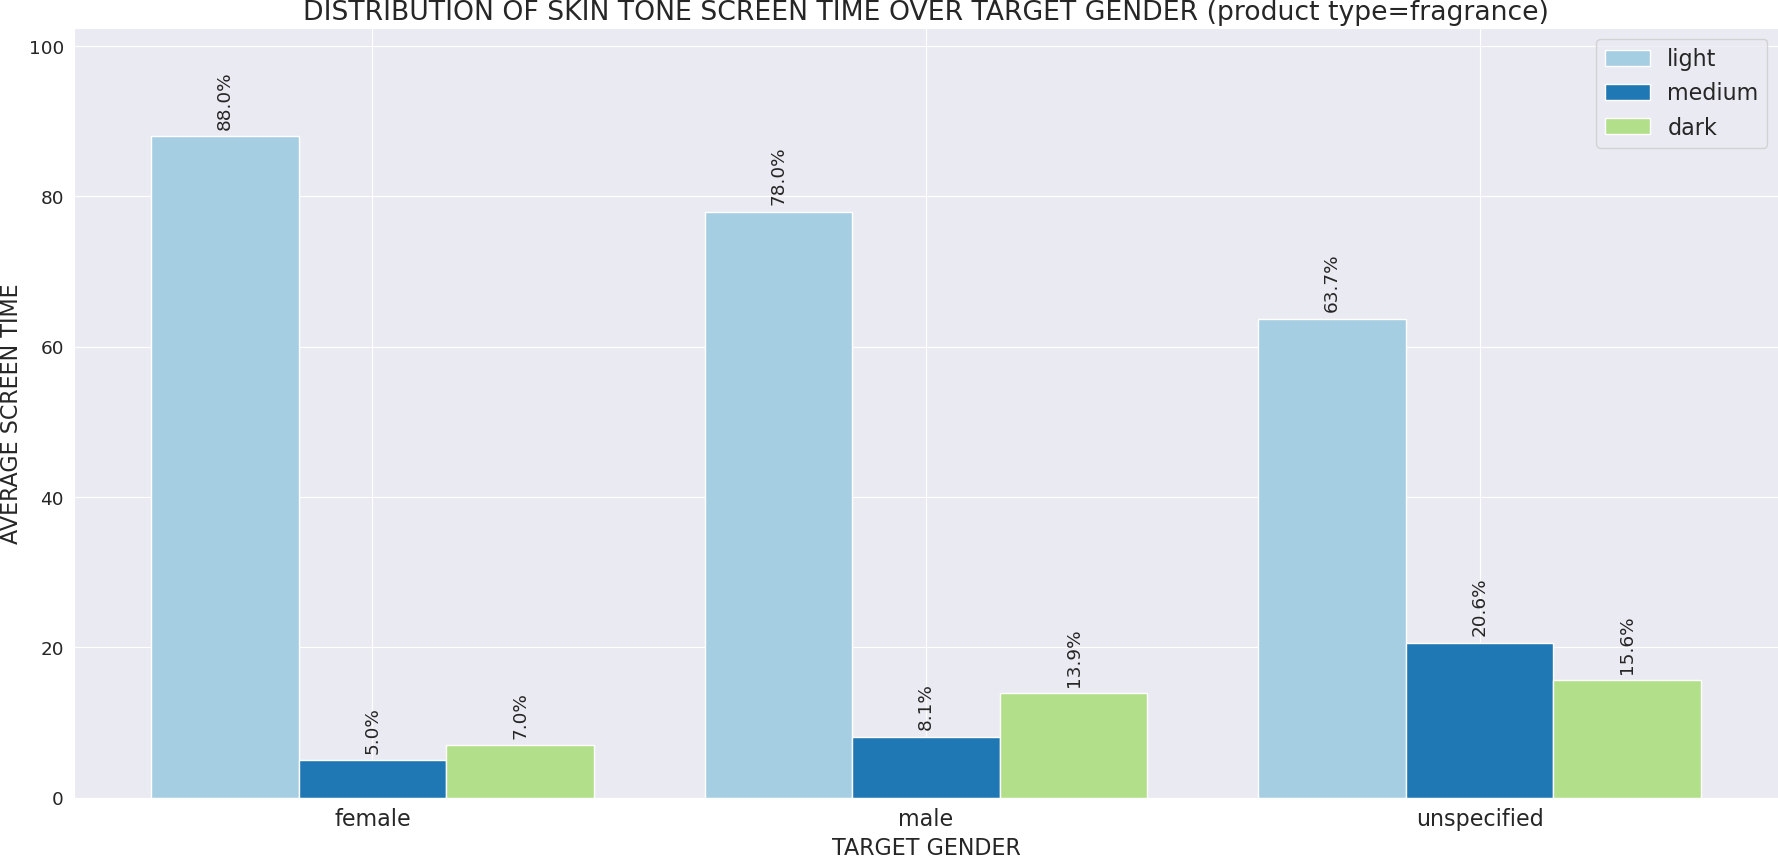 DISTRIBUTION OF SKIN TONE SCREEN TIME OVER TARGET GENDER (product type=fragrance)
light
medium
dark
AVERAGE SCREEN TIME
100
80
60
40
20
0
88.0%
5.0%
7.0%
78.0%
8.1%
13.9%
63.7%
20.6%
15.6%
female
male
unspecified
TARGET GENDER